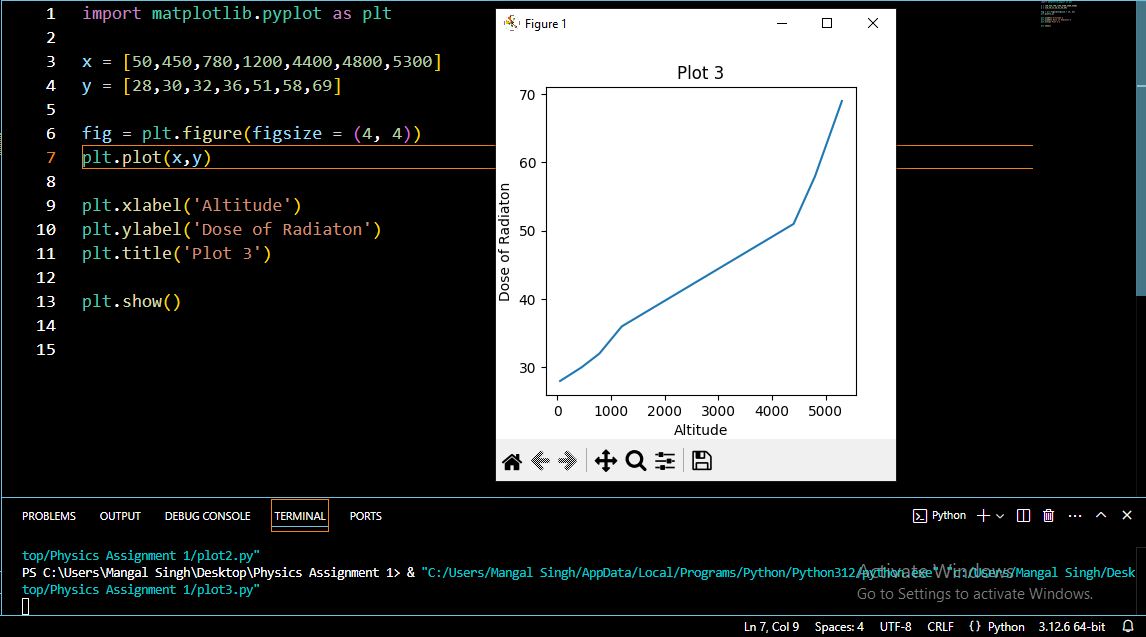 1 import matplotlib.pyplot as plt
2
3 x = [50,450,780,1200,4400,4800,5300]
4 y = [28,30,32,36,51,58,69]
5
6 fig = plt.figure(figsize = (4, 4))
7 plt.plot(x,y)
8
9 plt.xlabel('Altitude')
10 plt.ylabel('Dose of Radiaton')
11 plt.title('Plot 3')
12
13 plt.show()
14
15
Figure 1
Plot 3
70
60
50
40
30
Dose of Radiaton
0 1000 2000 3000 4000 5000
Altitude
PROBLEMS OUTPUT DEBUG CONSOLE TERMINAL PORTS
Python
top/Physics Assignment 1/plot2.py"
PS C:\Users\Mangal Singh\Desktop\Physics Assignment 1> & "C:/Users/Mangal Singh/AppData/Local/Programs/Python/Python312/python.exe" "c:/Users/Mangal Singh/Desk
top/Physics Assignment 1/plot3.py"
Activate Windows
Go to Settings to activate Windows.
Ln 7, Col 9 Spaces: 4 UTF-8 CRLF {} Python 3.12.6 64-bit